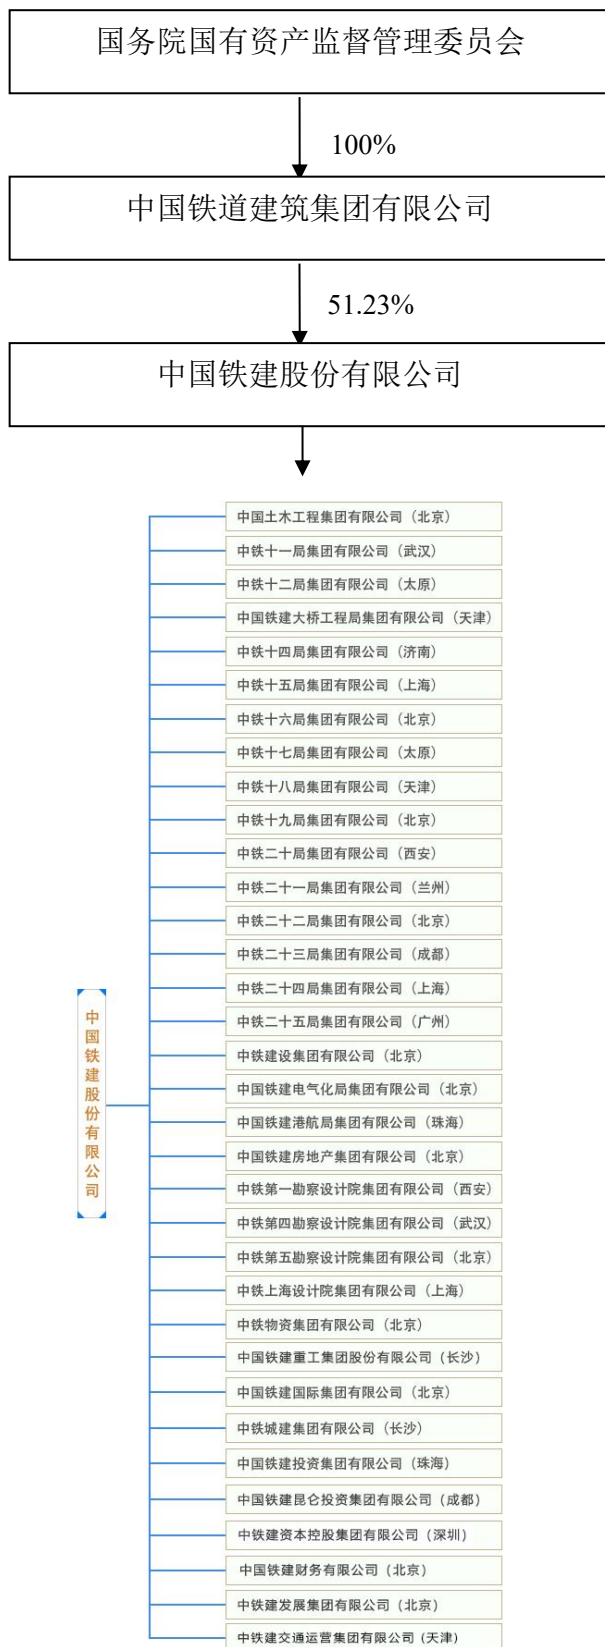 国务院国有资产监督管理委员会
100%
中国铁道建筑集团有限公司
51.23%
中国铁建股份有限公司
中国铁建股份有限公司
中国土木工程集团有限公司（北京）
中铁十一局集团有限公司（武汉）
中铁十二局集团有限公司（太原）
中国铁建大桥工程局集团有限公司（天津）
中铁十四局集团有限公司（济南）
中铁十五局集团有限公司（上海）
中铁十六局集团有限公司（北京）
中铁十七局集团有限公司（太原）
中铁十八局集团有限公司（天津）
中铁十九局集团有限公司（北京）
中铁二十局集团有限公司（西安）
中铁二十一局集团有限公司（兰州）
中铁二十二局集团有限公司（北京）
中铁二十三局集团有限公司（成都）
中铁二十四局集团有限公司（上海）
中铁二十五局集团有限公司（广州）
中铁建设集团有限公司（北京）
中国铁建电气化局集团有限公司（北京）
中国铁建港航局集团有限公司（珠海）
中国铁建房地产集团有限公司（北京）
中铁第一勘察设计院集团有限公司（西安）
中铁第四勘察设计院集团有限公司（武汉）
中铁第五勘察设计院集团有限公司（北京）
中铁上海设计院集团有限公司（上海）
中铁物资集团有限公司（北京）
中国铁建重工集团股份有限公司（长沙）
中国铁建国际集团有限公司（北京）
中铁城建集团有限公司（长沙）
中国铁建投资集团有限公司（珠海）
中国铁建昆仑投资集团有限公司（成都）
中铁建资本控股集团有限公司（深圳）
中国铁建财务有限公司（北京）
中铁建发展集团有限公司（北京）
中铁建交通运营集团有限公司（天津）